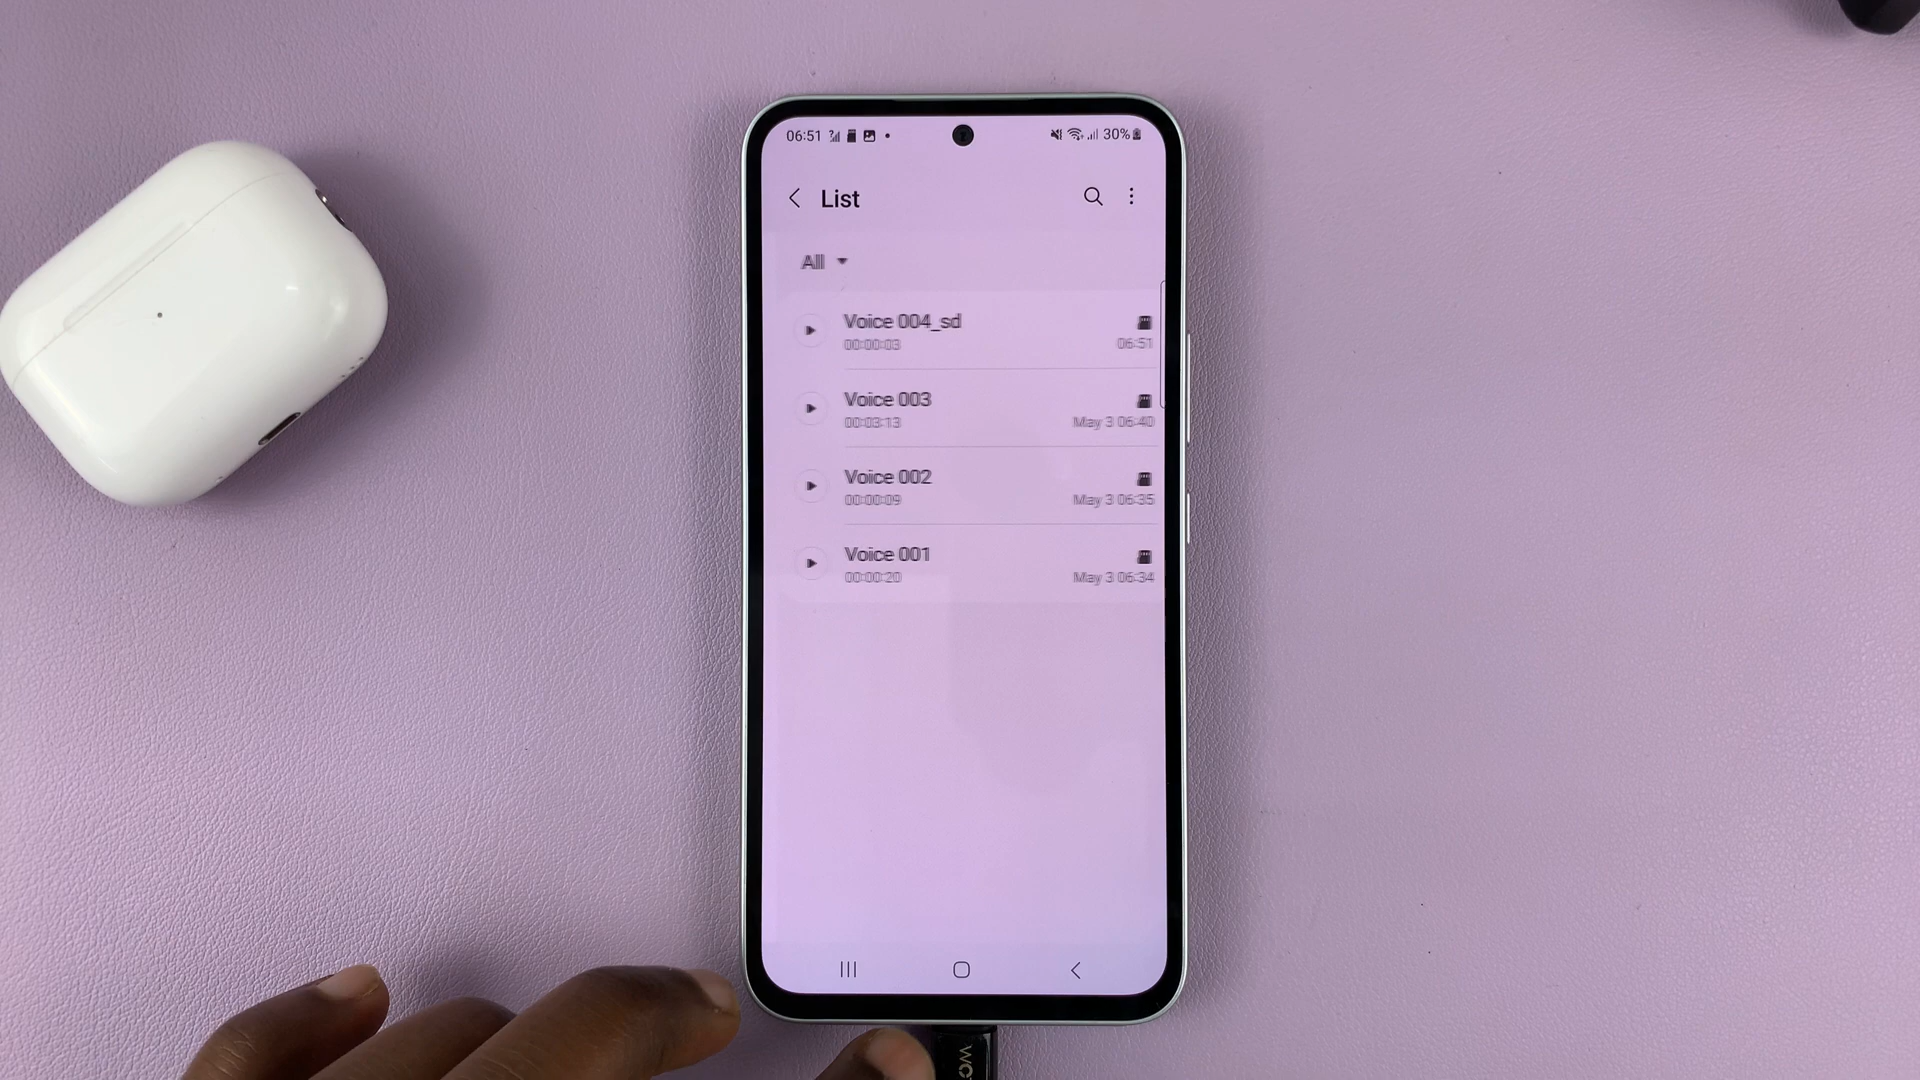 06:51 30%
List
All
Voice 004_sd
00:00:03 06:51
Voice 003
00:03:13 May 3 06:40
Voice 002
00:00:09 May 3 06:35
Voice 001
00:00:20 May 3 06:34